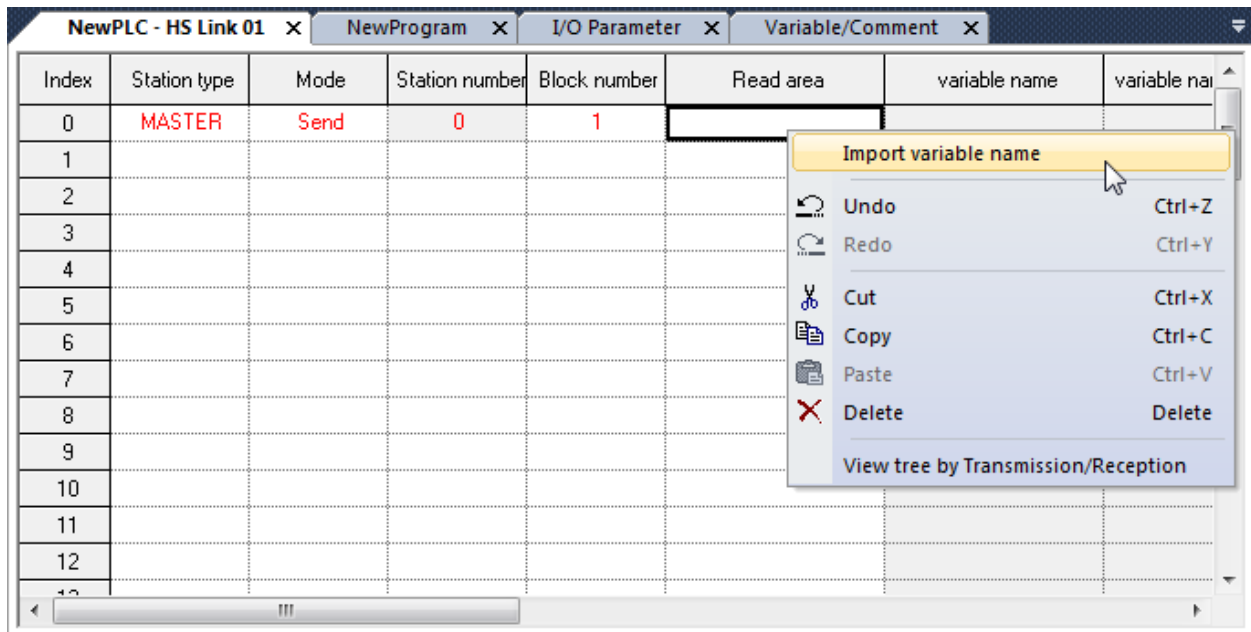 NewPLC - HS Link 01 X NewProgram X I/O Parameter X Variable/Comment X
Index Station type Mode Station number Block number Read area variable name variable nar
0 MASTER Send 0 1
1
2
3
4
5
6
7
8
9
10
11
12
Import variable name
Undo Ctrl+Z
Redo Ctrl+Y
Cut Ctrl+X
Copy Ctrl+C
Paste Ctrl+V
Delete Delete
View tree by Transmission/Reception